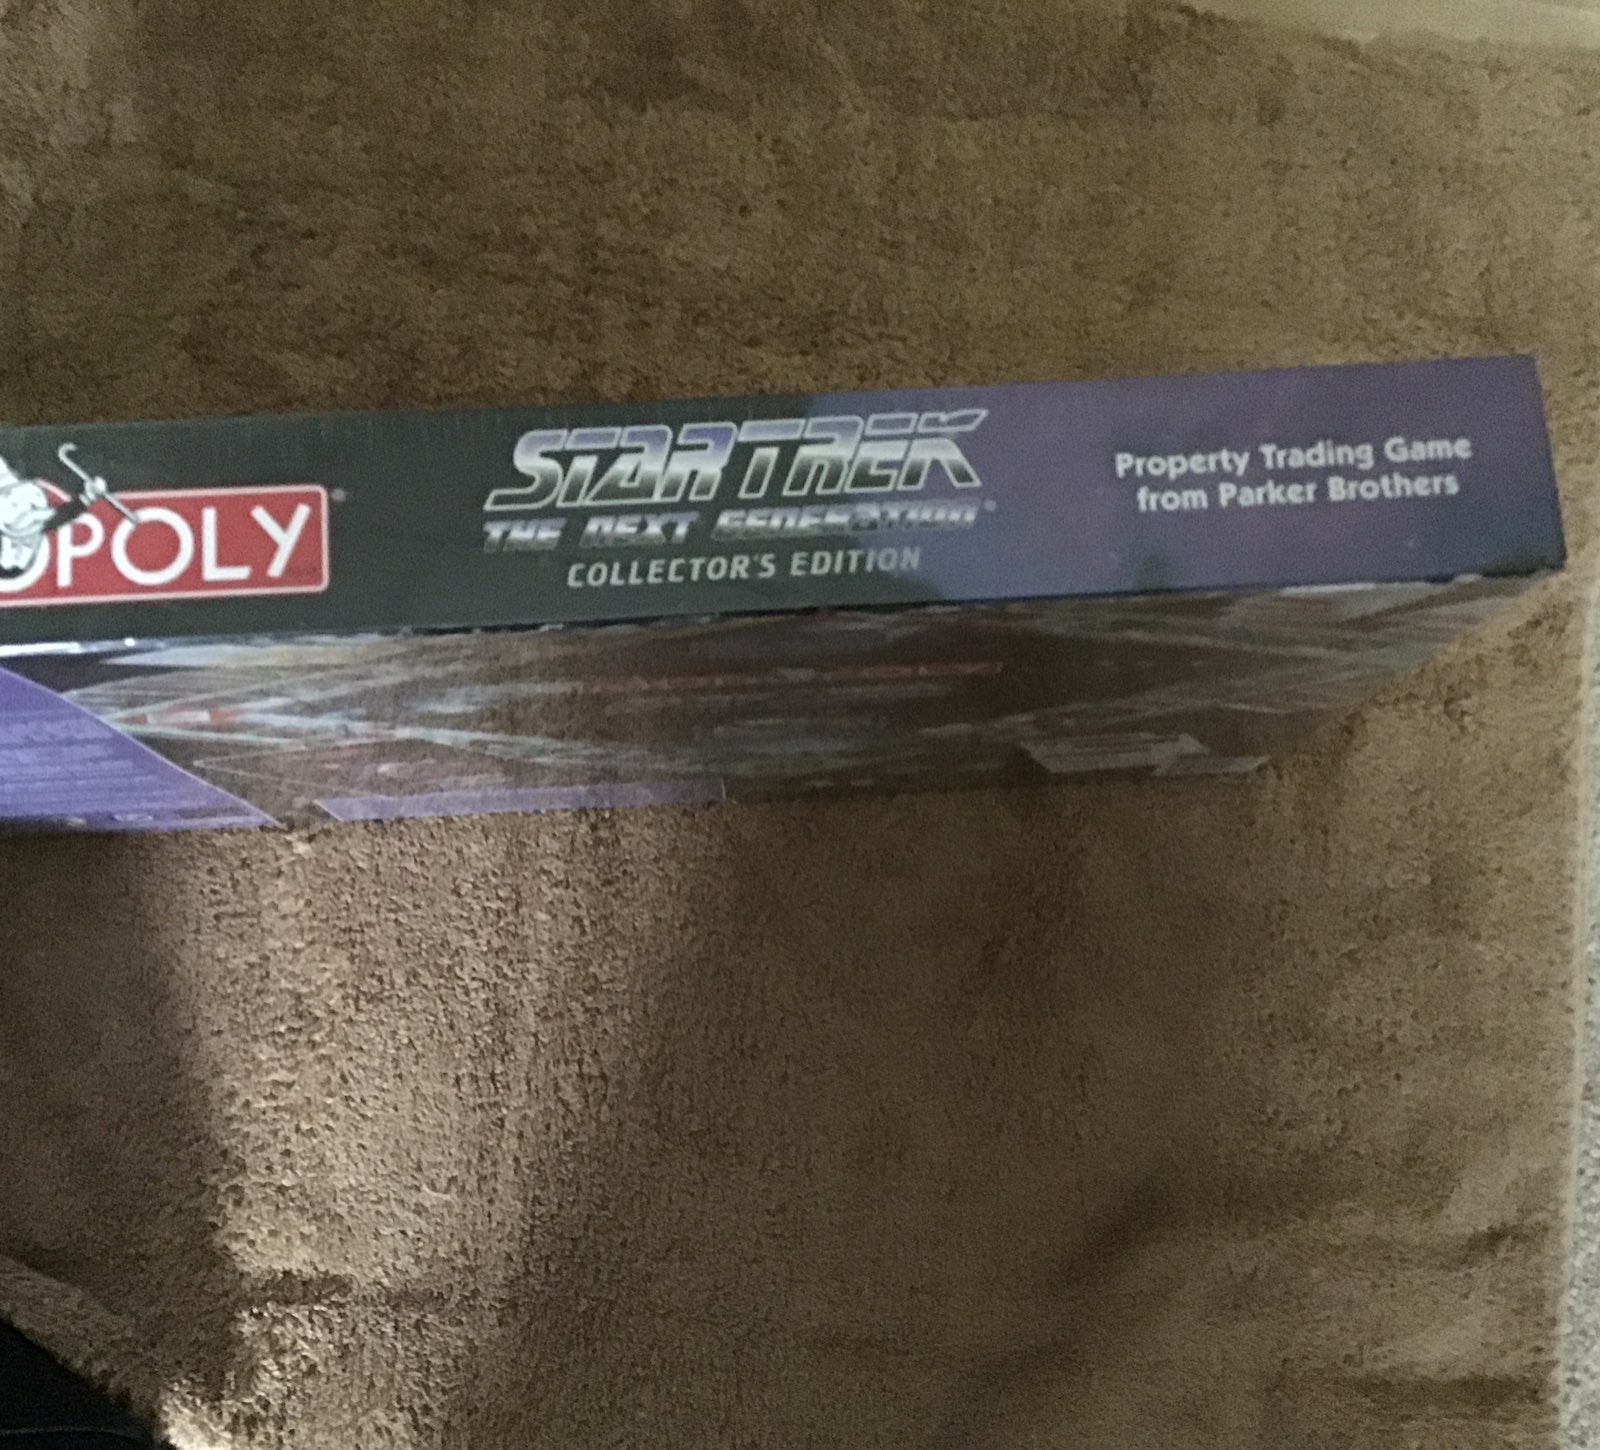 OPOLY
STAR TREK
THE NEXT GENERATION
COLLECTOR'S EDITION
Property Trading Game
from Parker Brothers